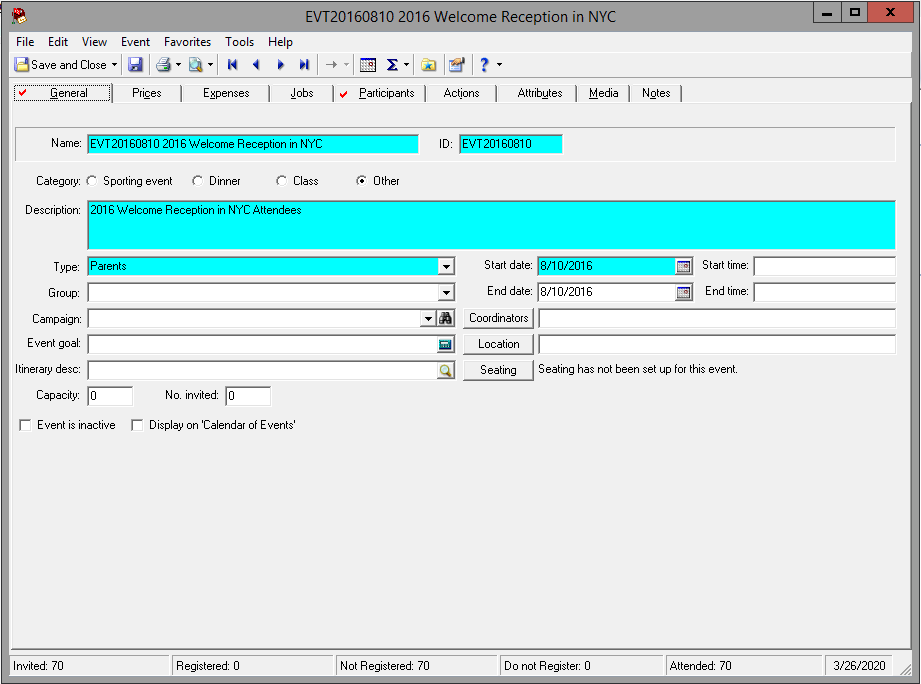 EVT20160810 2016 Welcome Reception in NYC
File Edit View Event Favorites Tools Help
Save and Close
General Prices Expenses Jobs Participants Actions Attributes Media Notes
Name: EVT20160810 2016 Welcome Reception in NYC ID: EVT20160810
Category: Sporting event Dinner Class Other
Description: 2016 Welcome Reception in NYC Attendees
Type: Parents Start date: 8/10/2016 Start time:
Group: End date: 8/10/2016 End time:
Campaign: Coordinators
Event goal: Location
Itinerary desc: Seating Seating has not been set up for this event.
Capacity: 0 No. invited: 0
Event is inactive Display on 'Calendar of Events'
Invited: 70 Registered: 0 Not Registered: 70 Do not Register: 0 Attended: 70 3/26/2020